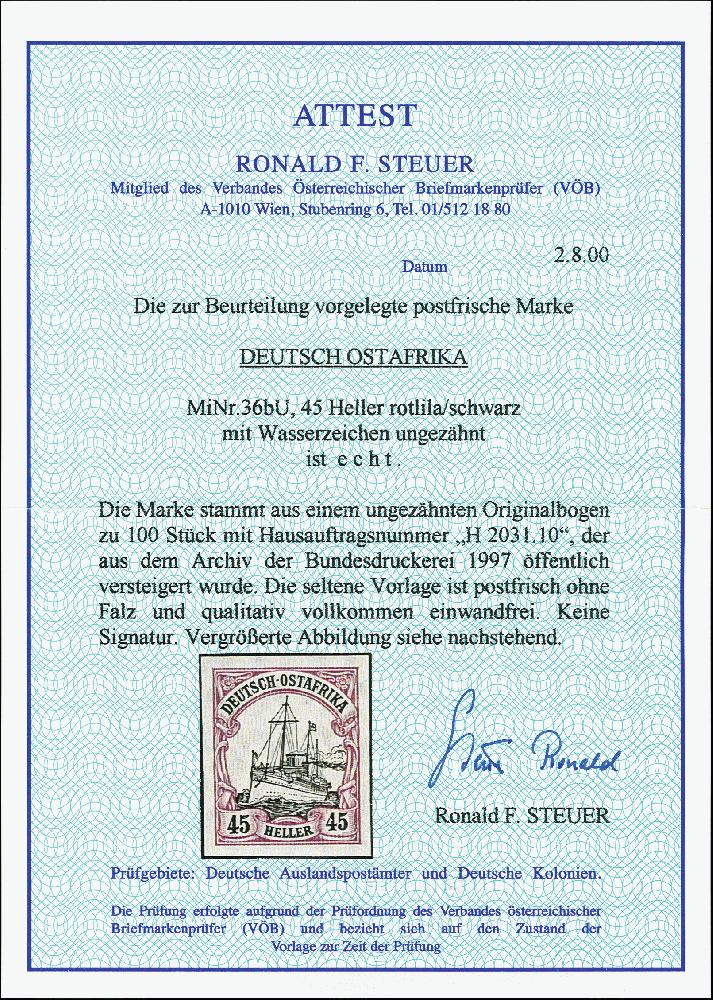 ATTEST
RONALD F. STEUER
Mitglied des Verbandes Österreichischer Briefmarkenprüfer (VÖB)
A-1010 Wien, Stubenring 6, Tel. 01/512 18 80
Datum 2.8.00
Die zur Beurteilung vorgelegte postfrische Marke
DEUTSCH OSTAFRIKA
MiNr.36bU, 45 Heller rotlila/schwarz
mit Wasserzeichen ungezähnt
ist e c h t .
Die Marke stammt aus einem ungezähnten Originalbogen
zu 100 Stück mit Hausauftragsnummer „H 2031.10“, der
aus dem Archiv der Bundesdruckerei 1997 öffentlich
versteigert wurde. Die seltene Vorlage ist postfrisch ohne
Falz und qualitativ vollkommen einwandfrei. Keine
Signatur. Vergrößerte Abbildung siehe nachstehend.
DEUTSCH-OSTAFRIKA
45 HELLER 45
Steuer Ronald
Ronald F. STEUER
Prüfgebiete: Deutsche Auslandspostämter und Deutsche Kolonien.
Die Prüfung erfolgte aufgrund der Prüfordnung des Verbandes österreichischer
Briefmarkenprüfer (VÖB) und bezieht sich auf den Zustand der
Vorlage zur Zeit der Prüfung